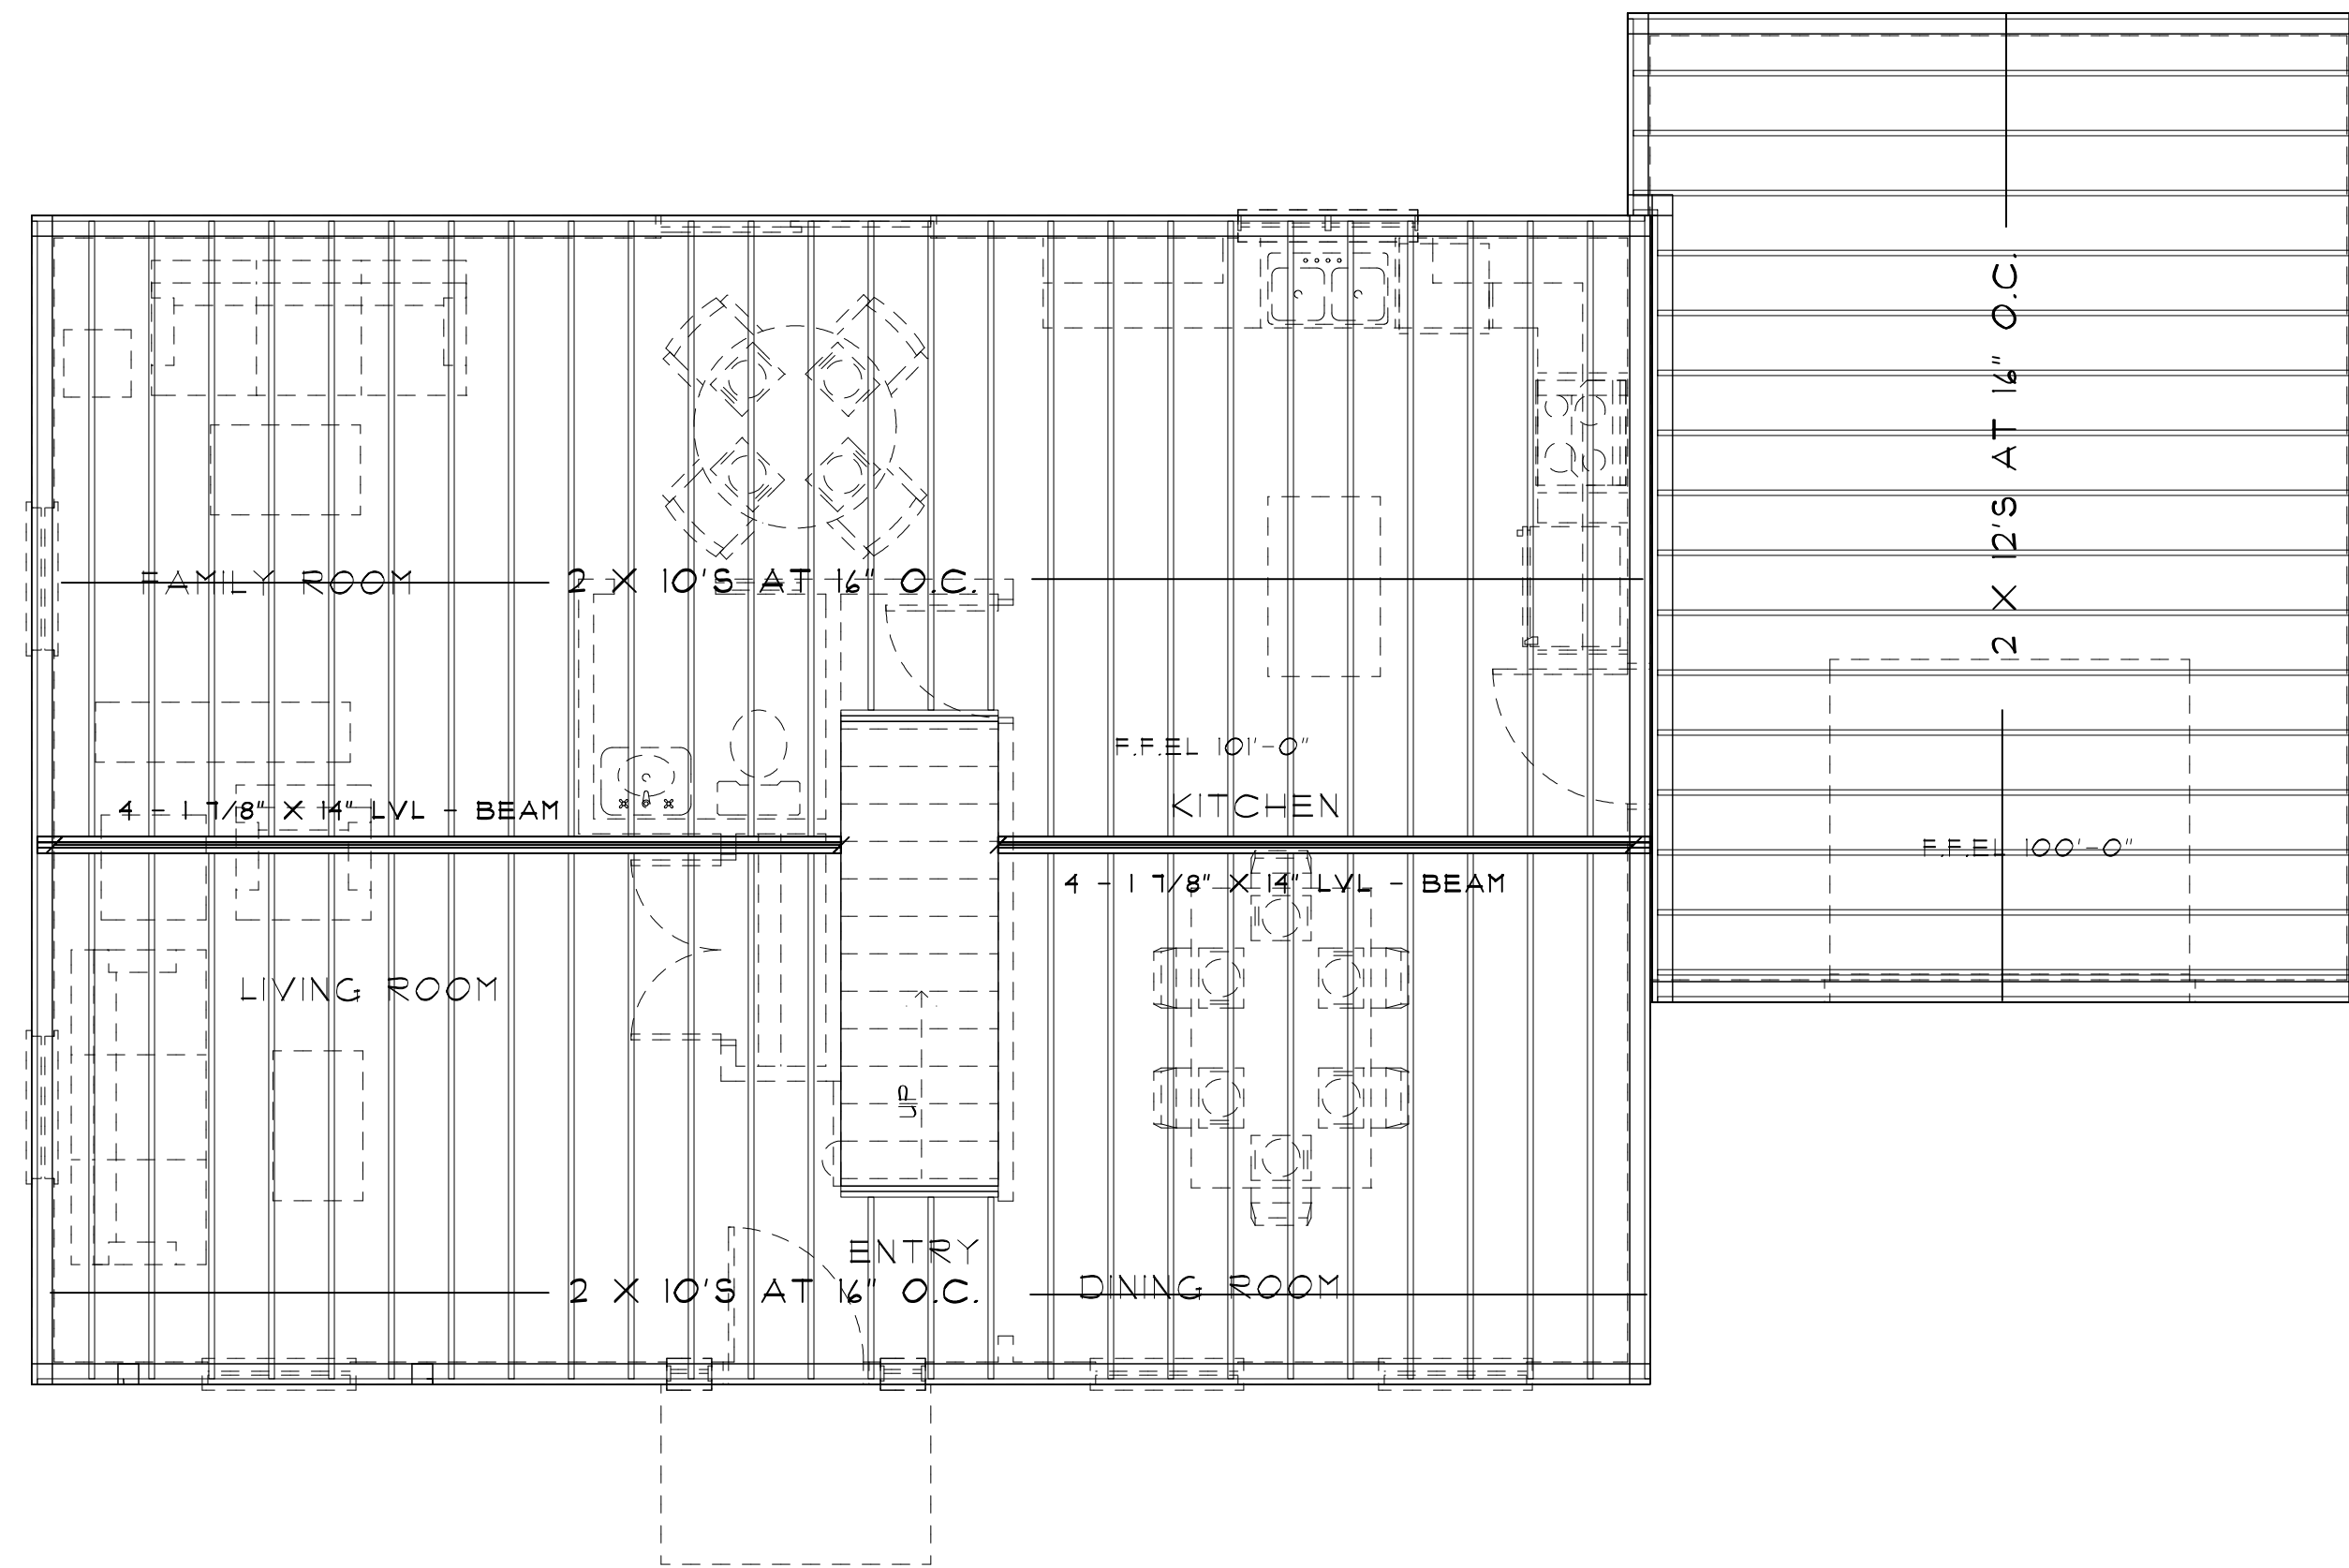 2 X 12'S AT 16" O.C.
FAMILY ROOM
2 X 10'S AT 16" O.C.
F.F.EL 101'-0"
KITCHEN
4 - 1 7/8" X 14" LVL - BEAM
F.F.EL 100'-0"
4 - 1 7/8" X 14" LVL - BEAM
LIVING ROOM
UP
ENTRY
2 X 10'S AT 16" O.C.
DINING ROOM